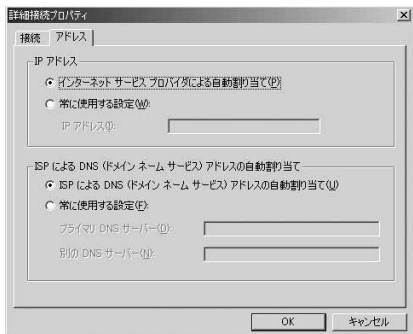 詳細接続プロパティ
接続 アドレス
IP アドレス
インターネット サービス プロバイダによる自動割り当て(P)
常に使用する設定(W):
IP アドレス(I):
ISP による DNS (ドメイン ネーム サービス) アドレスの自動割り当て
ISP による DNS (ドメイン ネーム サービス) アドレスの自動割り当て(U)
常に使用する設定(F):
プライマリ DNS サーバー(D):
別の DNS サーバー(N):
OK キャンセル